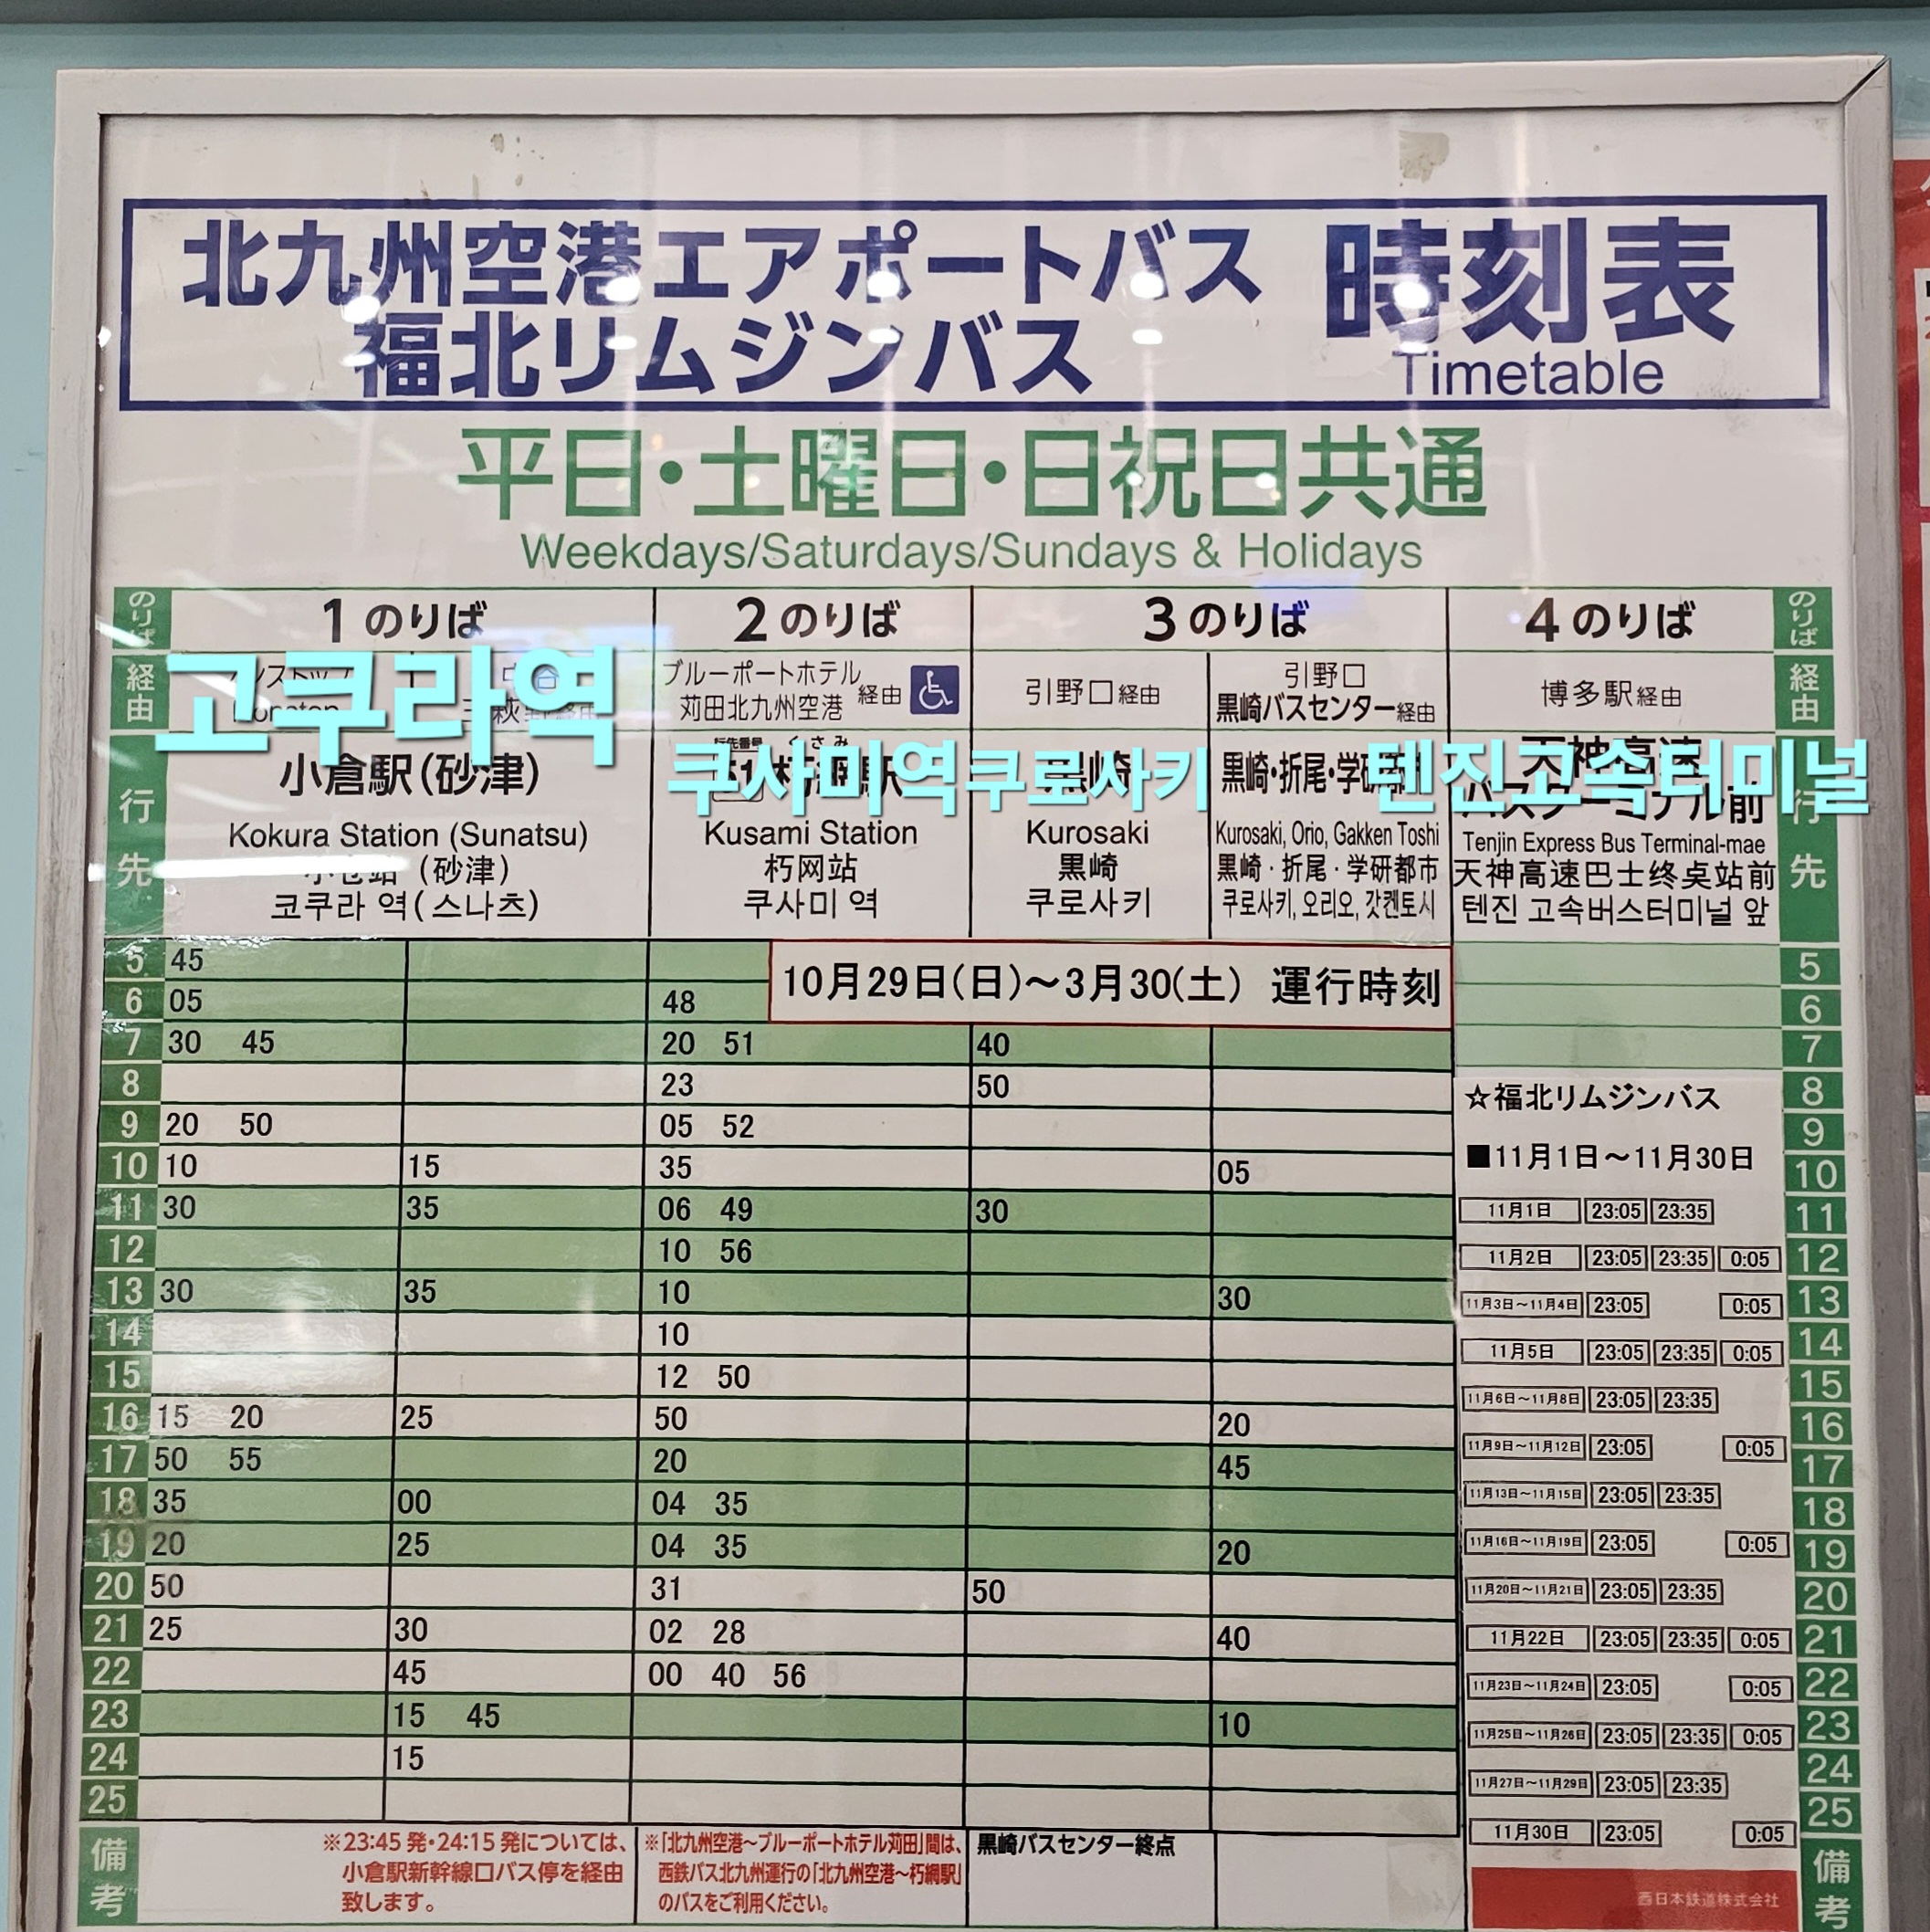 北九州空港エアポートバス
福北リムジンバス
時刻表
Timetable
平日・土曜日・日祝日共通
Weekdays/Saturdays/Sundays & Holidays
のりば 1のりば 2のりば 3のりば 4のりば のりば
経由 ブルーポートホテル 苅田北九州空港 経由 引野口経由 引野口 黒崎バスセンター経由 博多駅経由 経由
고쿠라역
쿠사미역 쿠로사키 텐진고속터미널
行先 小倉駅(砂津) 行先
Kokura Station (Sunatsu) Kusami Station Kurosaki Kurosaki, Orio, Gakken Toshi Tenjin Express Bus Terminal-mae
(砂津) 朽网站 黒崎 黒崎・折尾・学研都市 天神高速巴士终点站前
코쿠라 역(스나츠) 쿠사미 역 쿠로사키 쿠로사키, 오리오, 갓켄토시 텐진 고속버스터미널 앞
10月29日(日)~3月30(土) 運行時刻
5 45 5
6 05 48 6
7 30 45 20 51 40 7
8 23 50 8
9 20 50 05 52 9
10 10 15 35 05 10
11 30 35 06 49 30 11
12 10 56 12
13 30 35 10 30 13
14 10 14
15 12 50 15
16 15 20 25 50 20 16
17 50 55 20 45 17
18 35 00 04 35 18
19 20 25 04 35 20 19
20 50 31 50 20
21 25 30 02 28 40 21
22 45 00 40 56 22
23 15 45 10 23
24 15 24
25 25
☆福北リムジンバス
■11月1日~11月30日
11月1日 23:05 23:35
11月2日 23:05 23:35 0:05
11月3日~11月4日 23:05 0:05
11月5日 23:05 23:35 0:05
11月6日~11月8日 23:05 23:35
11月9日~11月12日 23:05 0:05
11月13日~11月15日 23:05 23:35
11月16日~11月19日 23:05 0:05
11月20日~11月21日 23:05 23:35
11月22日 23:05 23:35 0:05
11月23日~11月24日 23:05 0:05
11月25日~11月26日 23:05 23:35 0:05
11月27日~11月29日 23:05 23:35
11月30日 23:05 0:05
備考
※23:45発・24:15発については、
小倉駅新幹線口バス停を経由
致します。
※「北九州空港~ブルーポートホテル苅田」間は、
西鉄バス北九州運行の「北九州空港~朽網駅」
のバスをご利用ください。
黒崎バスセンター終点
西日本鉄道株式会社
備考